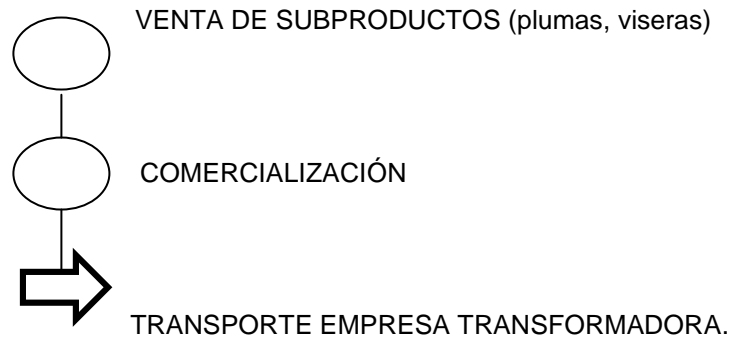 VENTA DE SUBPRODUCTOS (plumas, viseras)
COMERCIALIZACIÓN
TRANSPORTE EMPRESA TRANSFORMADORA.